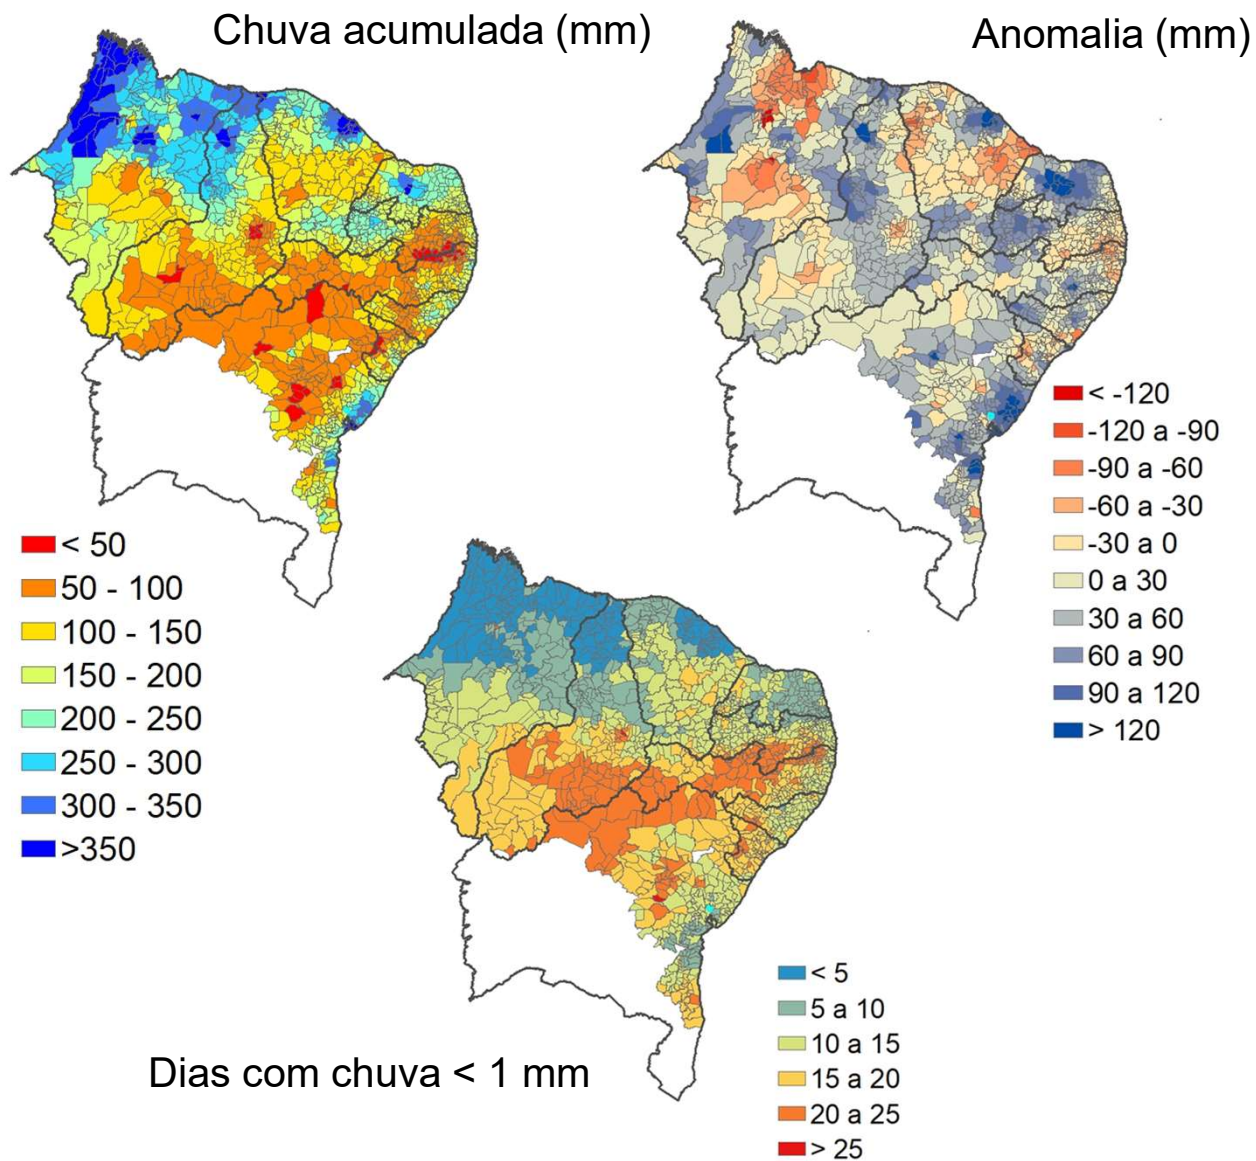 Chuva acumulada (mm)
Anomalia (mm)
< 50
50 - 100
100 - 150
150 - 200
200 - 250
250 - 300
300 - 350
>350
< -120
-120 a -90
-90 a -60
-60 a -30
-30 a 0
0 a 30
30 a 60
60 a 90
90 a 120
> 120
Dias com chuva < 1 mm
< 5
5 a 10
10 a 15
15 a 20
20 a 25
> 25